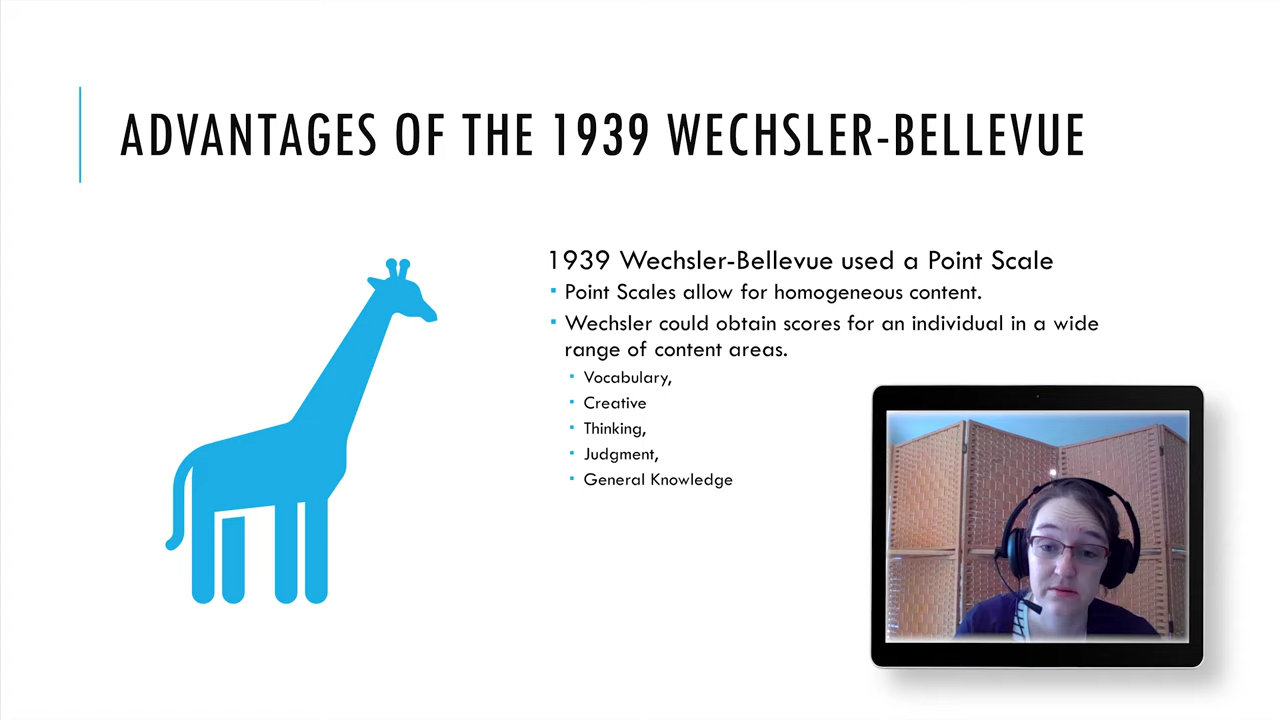 ADVANTAGES OF THE 1939 WECHSLER-BELLEVUE
1939 Wechsler-Bellevue used a Point Scale
Point Scales allow for homogeneous content.
Wechsler could obtain scores for an individual in a wide
range of content areas.
Vocabulary,
Creative
Thinking,
Judgment,
General Knowledge